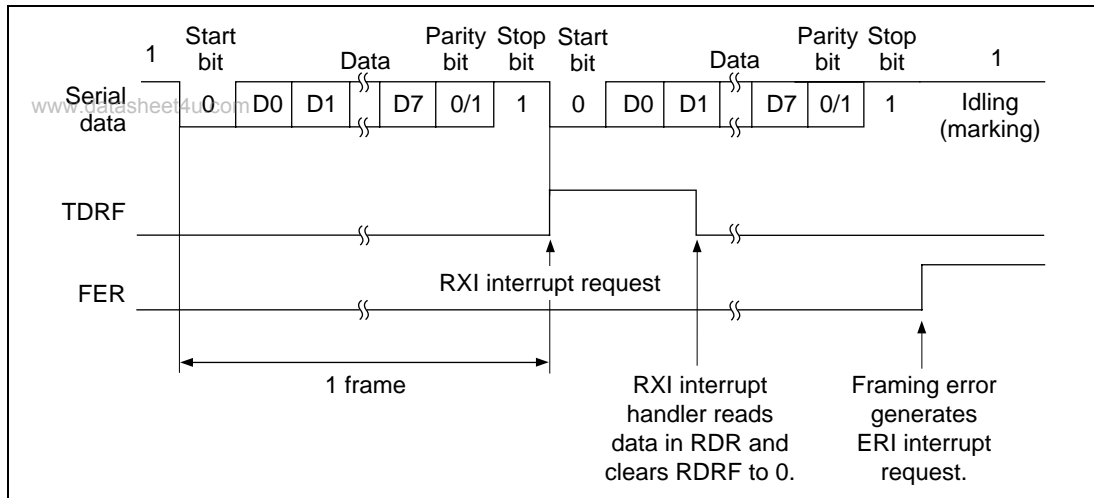 1 Start bit Data Parity bit Stop bit Start bit Data Parity bit Stop bit 1
www.datasheet4u.com
Serial data 0 D0 D1 D7 0/1 1 0 D0 D1 D7 0/1 1 Idling (marking)
TDRF
RXI interrupt request
FER
1 frame
RXI interrupt
handler reads
data in RDR and
clears RDRF to 0.
Framing error
generates
ERI interrupt
request.